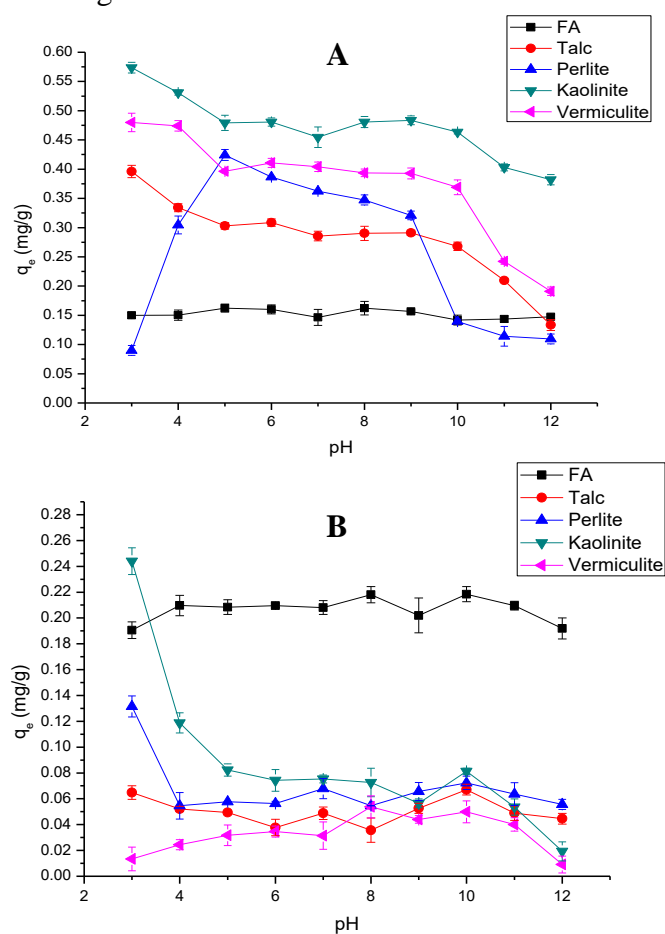 FA
Talc
Perlite
Kaolinite
Vermiculite
A
0.60
0.55
0.50
0.45
0.40
0.35
0.30
0.25
0.20
0.15
0.10
0.05
0.00
qe (mg/g)
2 4 6 8 10 12
pH
FA
Talc
Perlite
Kaolinite
Vermiculite
B
0.28
0.26
0.24
0.22
0.20
0.18
0.16
0.14
0.12
0.10
0.08
0.06
0.04
0.02
0.00
qe (mg/g)
2 4 6 8 10 12
pH